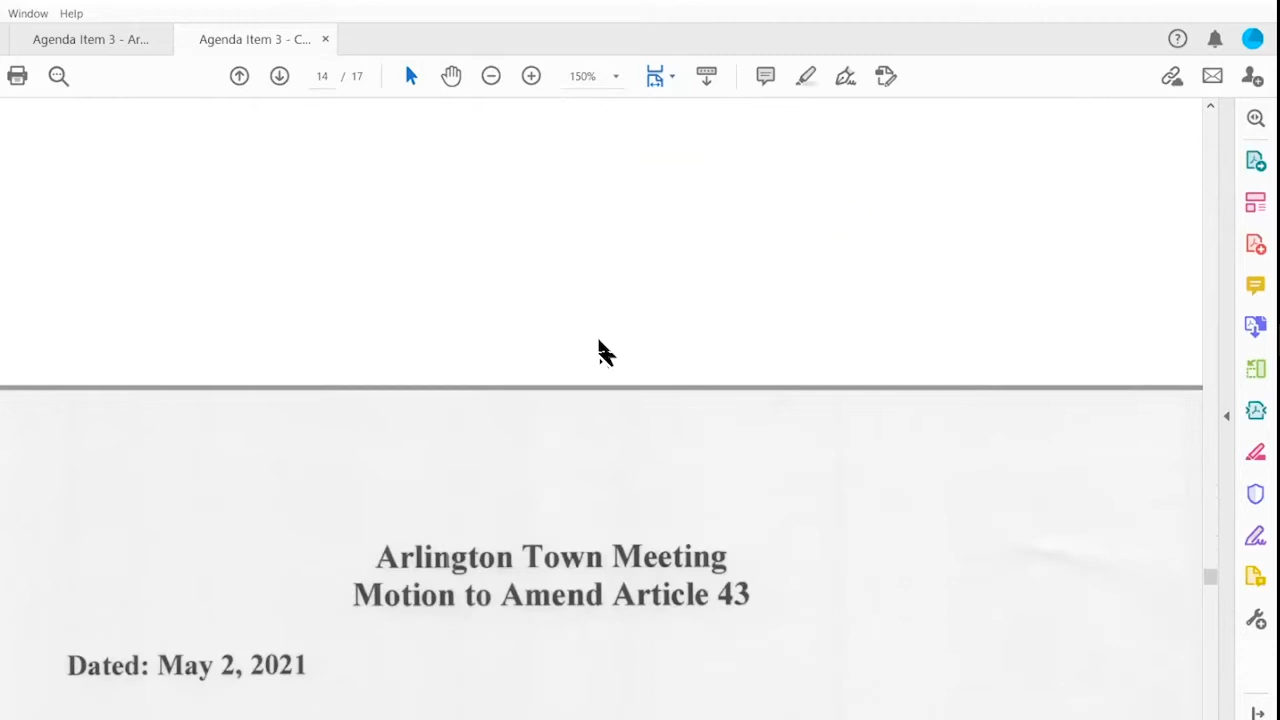 Window Help
Agenda Item 3 - Ar...
Agenda Item 3 - C... ×
14 / 17
150%
Arlington Town Meeting
Motion to Amend Article 43
Dated: May 2, 2021